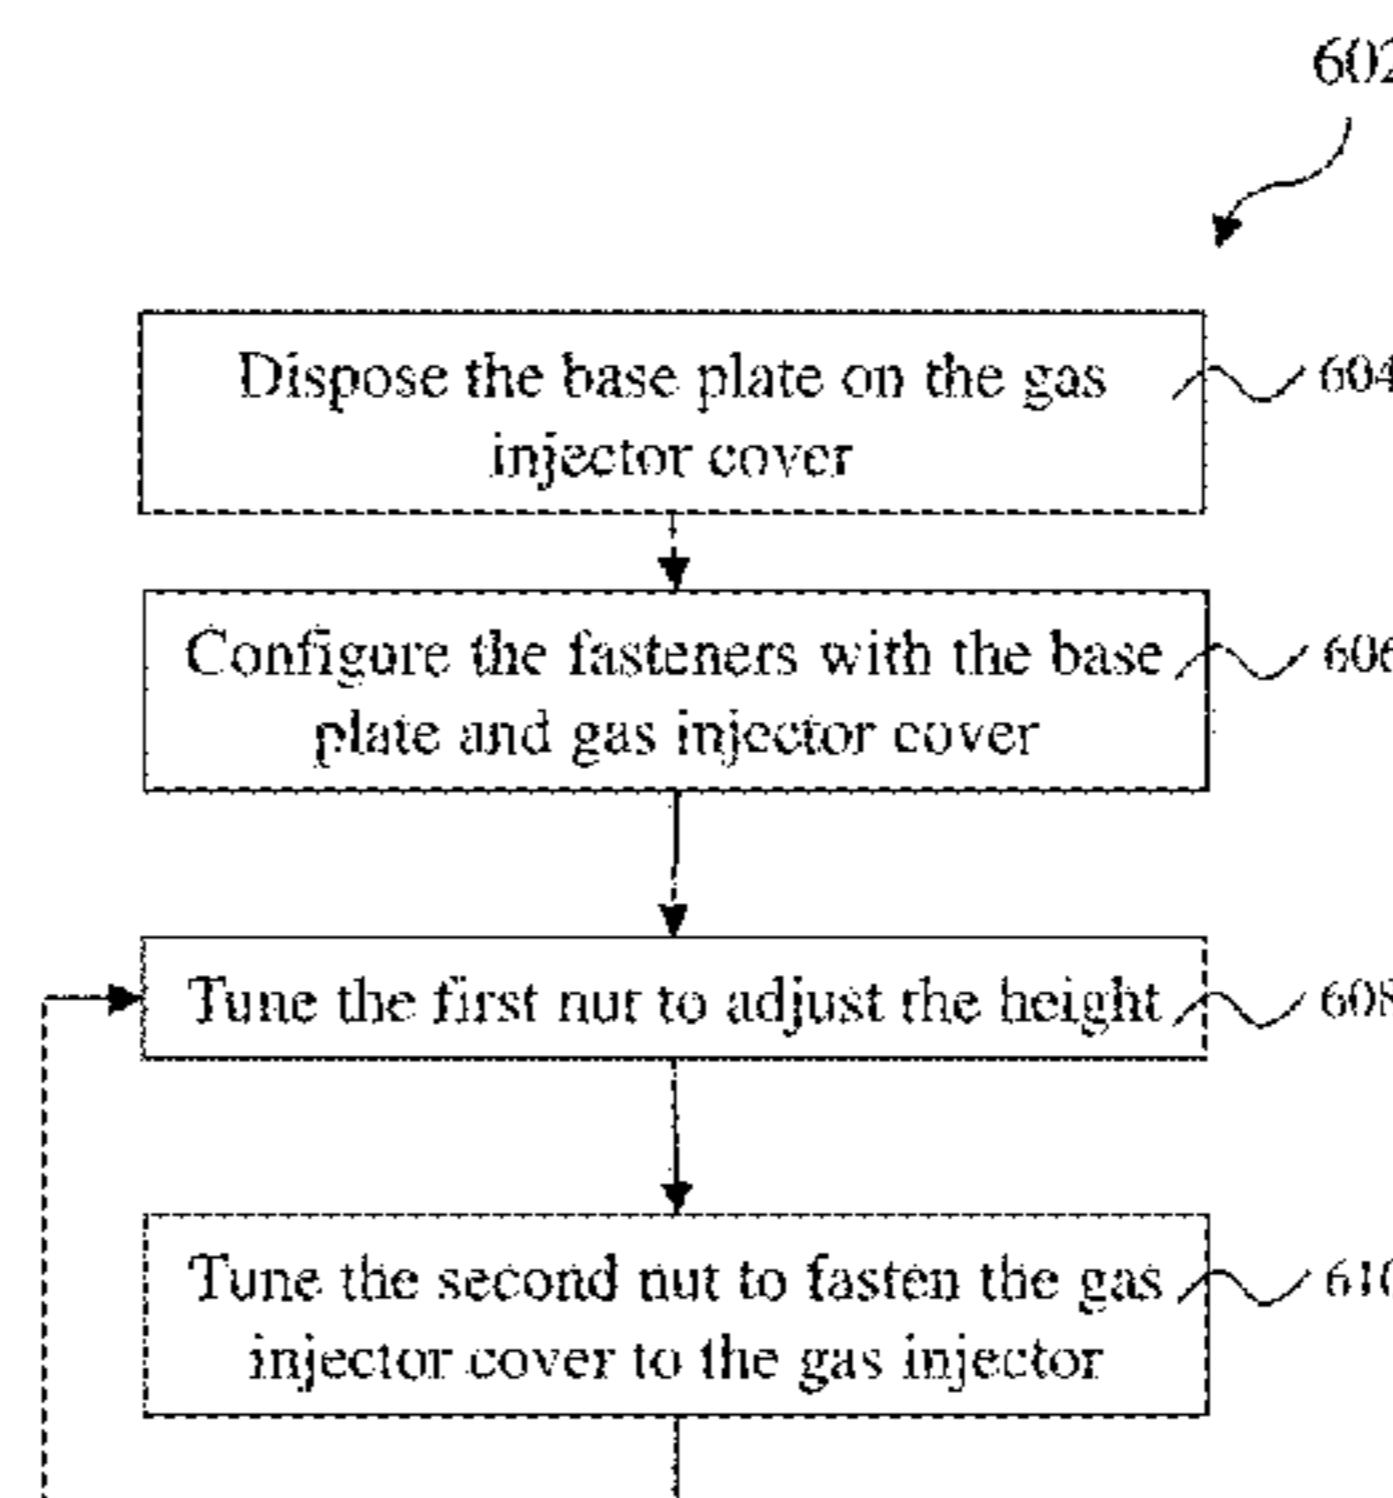 602
Dispose the base plate on the gas
injector cover
604
Configure the fasteners with the base
plate and gas injector cover
606
Tune the first nut to adjust the height
608
Tune the second nut to fasten the gas
injector cover to the gas injector
610